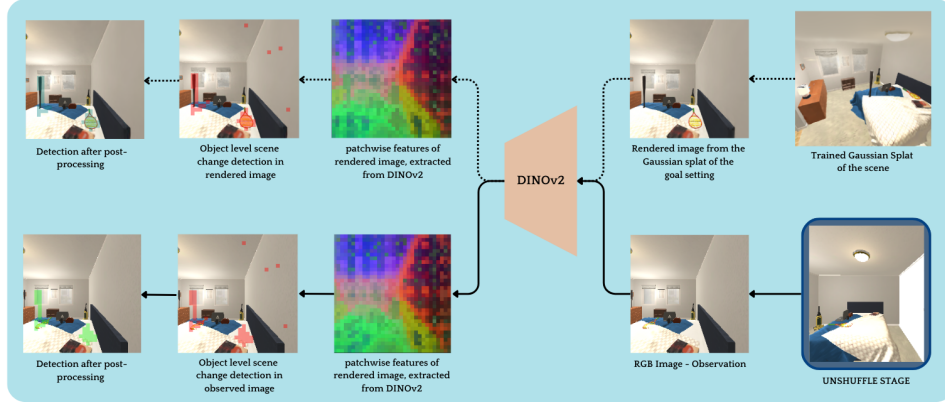 Detection after post-
processing
Object level scene
change detection in
rendered image
patchwise features of
rendered image, extracted
from DINOv2
DINOv2
Rendered image from the
Gaussian splat of the
goal setting
Trained Gaussian Splat
of the scene
Detection after post-
processing
Object level scene
change detection in
observed image
patchwise features of
rendered image, extracted
from DINOv2
RGB Image - Observation
UNSHUFFLE STAGE